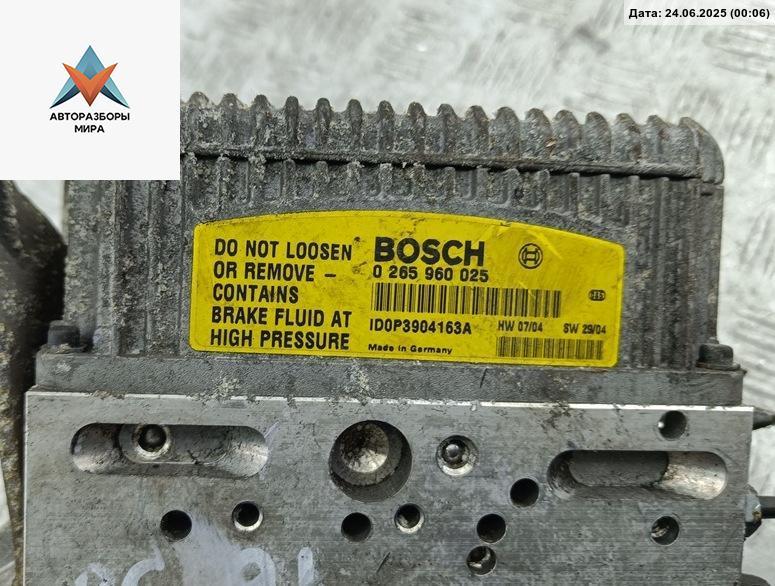 Дата: 24.06.2025 (00:06)
АВТОРАЗБОРЫ
МИРА
DO NOT LOOSEN
OR REMOVE –
CONTAINS
BRAKE FLUID AT
HIGH PRESSURE
BOSCH
0 265 960 025
ID0P3904163A
HW 07/04 SW 29/04
Made in Germany